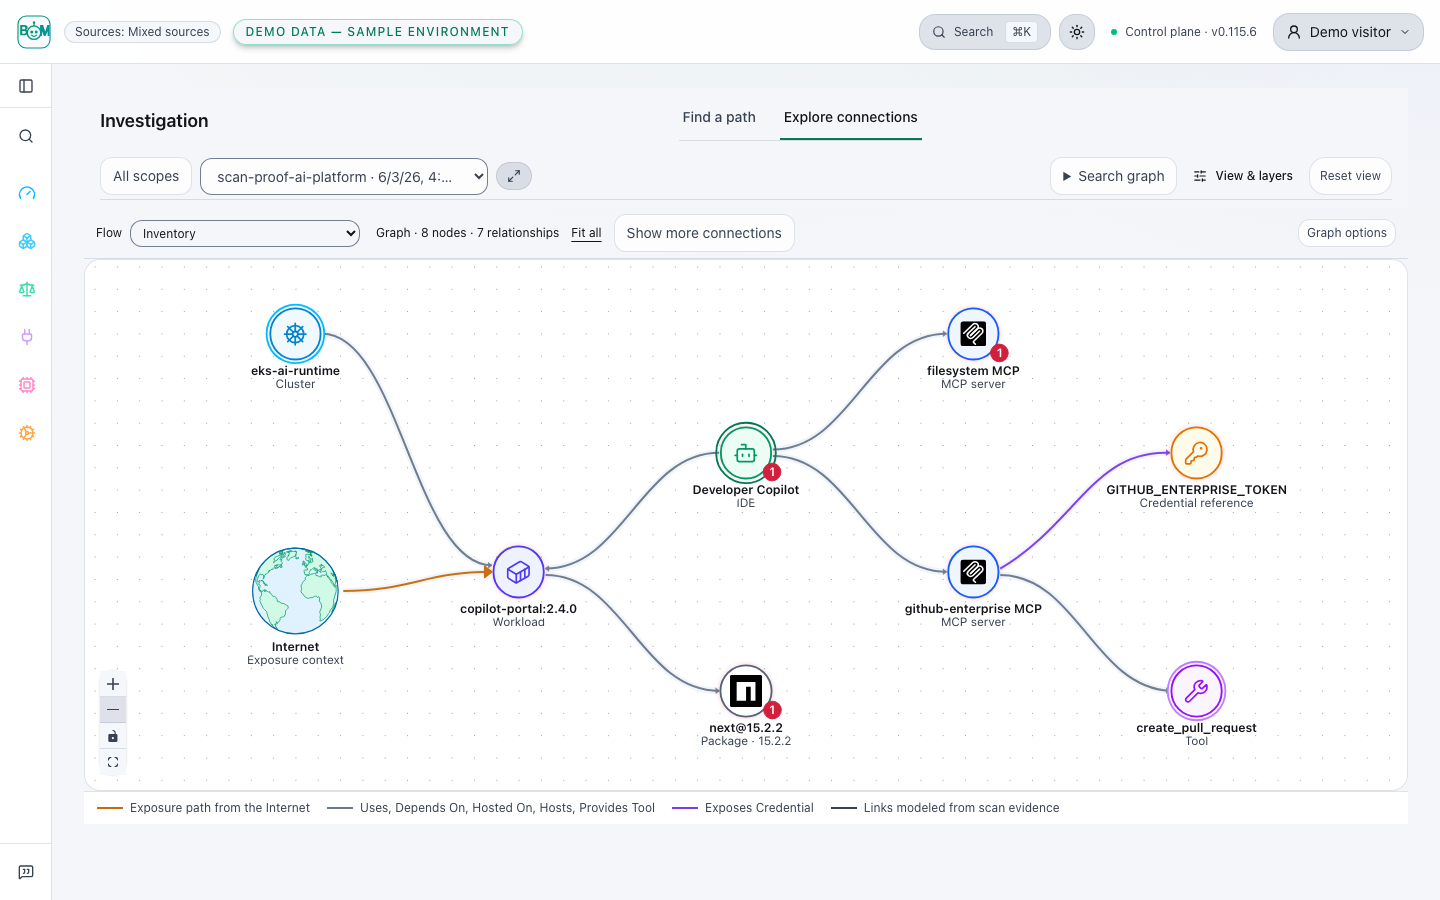 BOM
Sources: Mixed sources
DEMO DATA — SAMPLE ENVIRONMENT
Search
⌘K
Control plane · v0.115.6
Demo visitor
Investigation
Find a path
Explore connections
All scopes
scan-proof-ai-platform · 6/3/26, 4:...
Search graph
View & layers
Reset view
Flow
Inventory
Graph · 8 nodes · 7 relationships
Fit all
Show more connections
Graph options
eks-ai-runtime
Cluster
1
filesystem MCP
MCP server
1
Developer Copilot
IDE
GITHUB_ENTERPRISE_TOKEN
Credential reference
Internet
Exposure context
copilot-portal:2.4.0
Workload
github-enterprise MCP
MCP server
1
next@15.2.2
Package · 15.2.2
create_pull_request
Tool
Exposure path from the Internet
Uses, Depends On, Hosted On, Hosts, Provides Tool
Exposes Credential
Links modeled from scan evidence